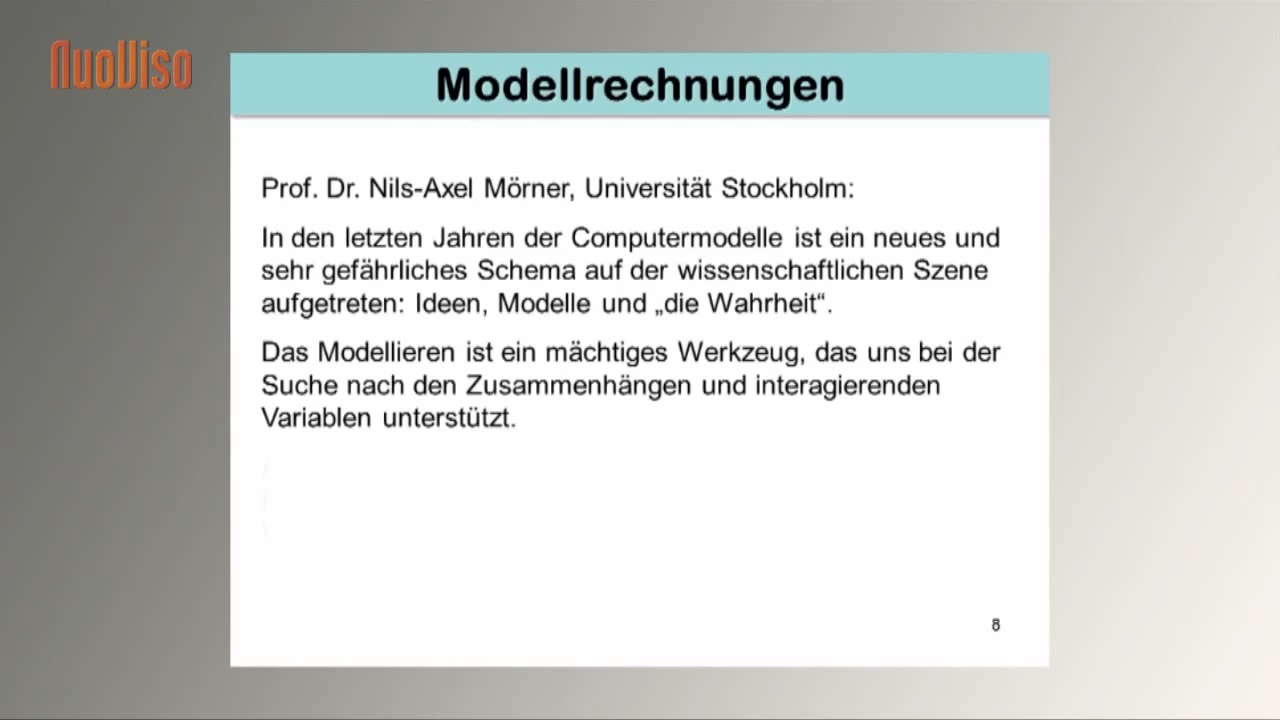 NuoViso
Modellrechnungen
Prof. Dr. Nils-Axel Mörner, Universität Stockholm:
In den letzten Jahren der Computermodelle ist ein neues und
sehr gefährliches Schema auf der wissenschaftlichen Szene
aufgetreten: Ideen, Modelle und „die Wahrheit“.
Das Modellieren ist ein mächtiges Werkzeug, das uns bei der
Suche nach den Zusammenhängen und interagierenden
Variablen unterstützt.
8